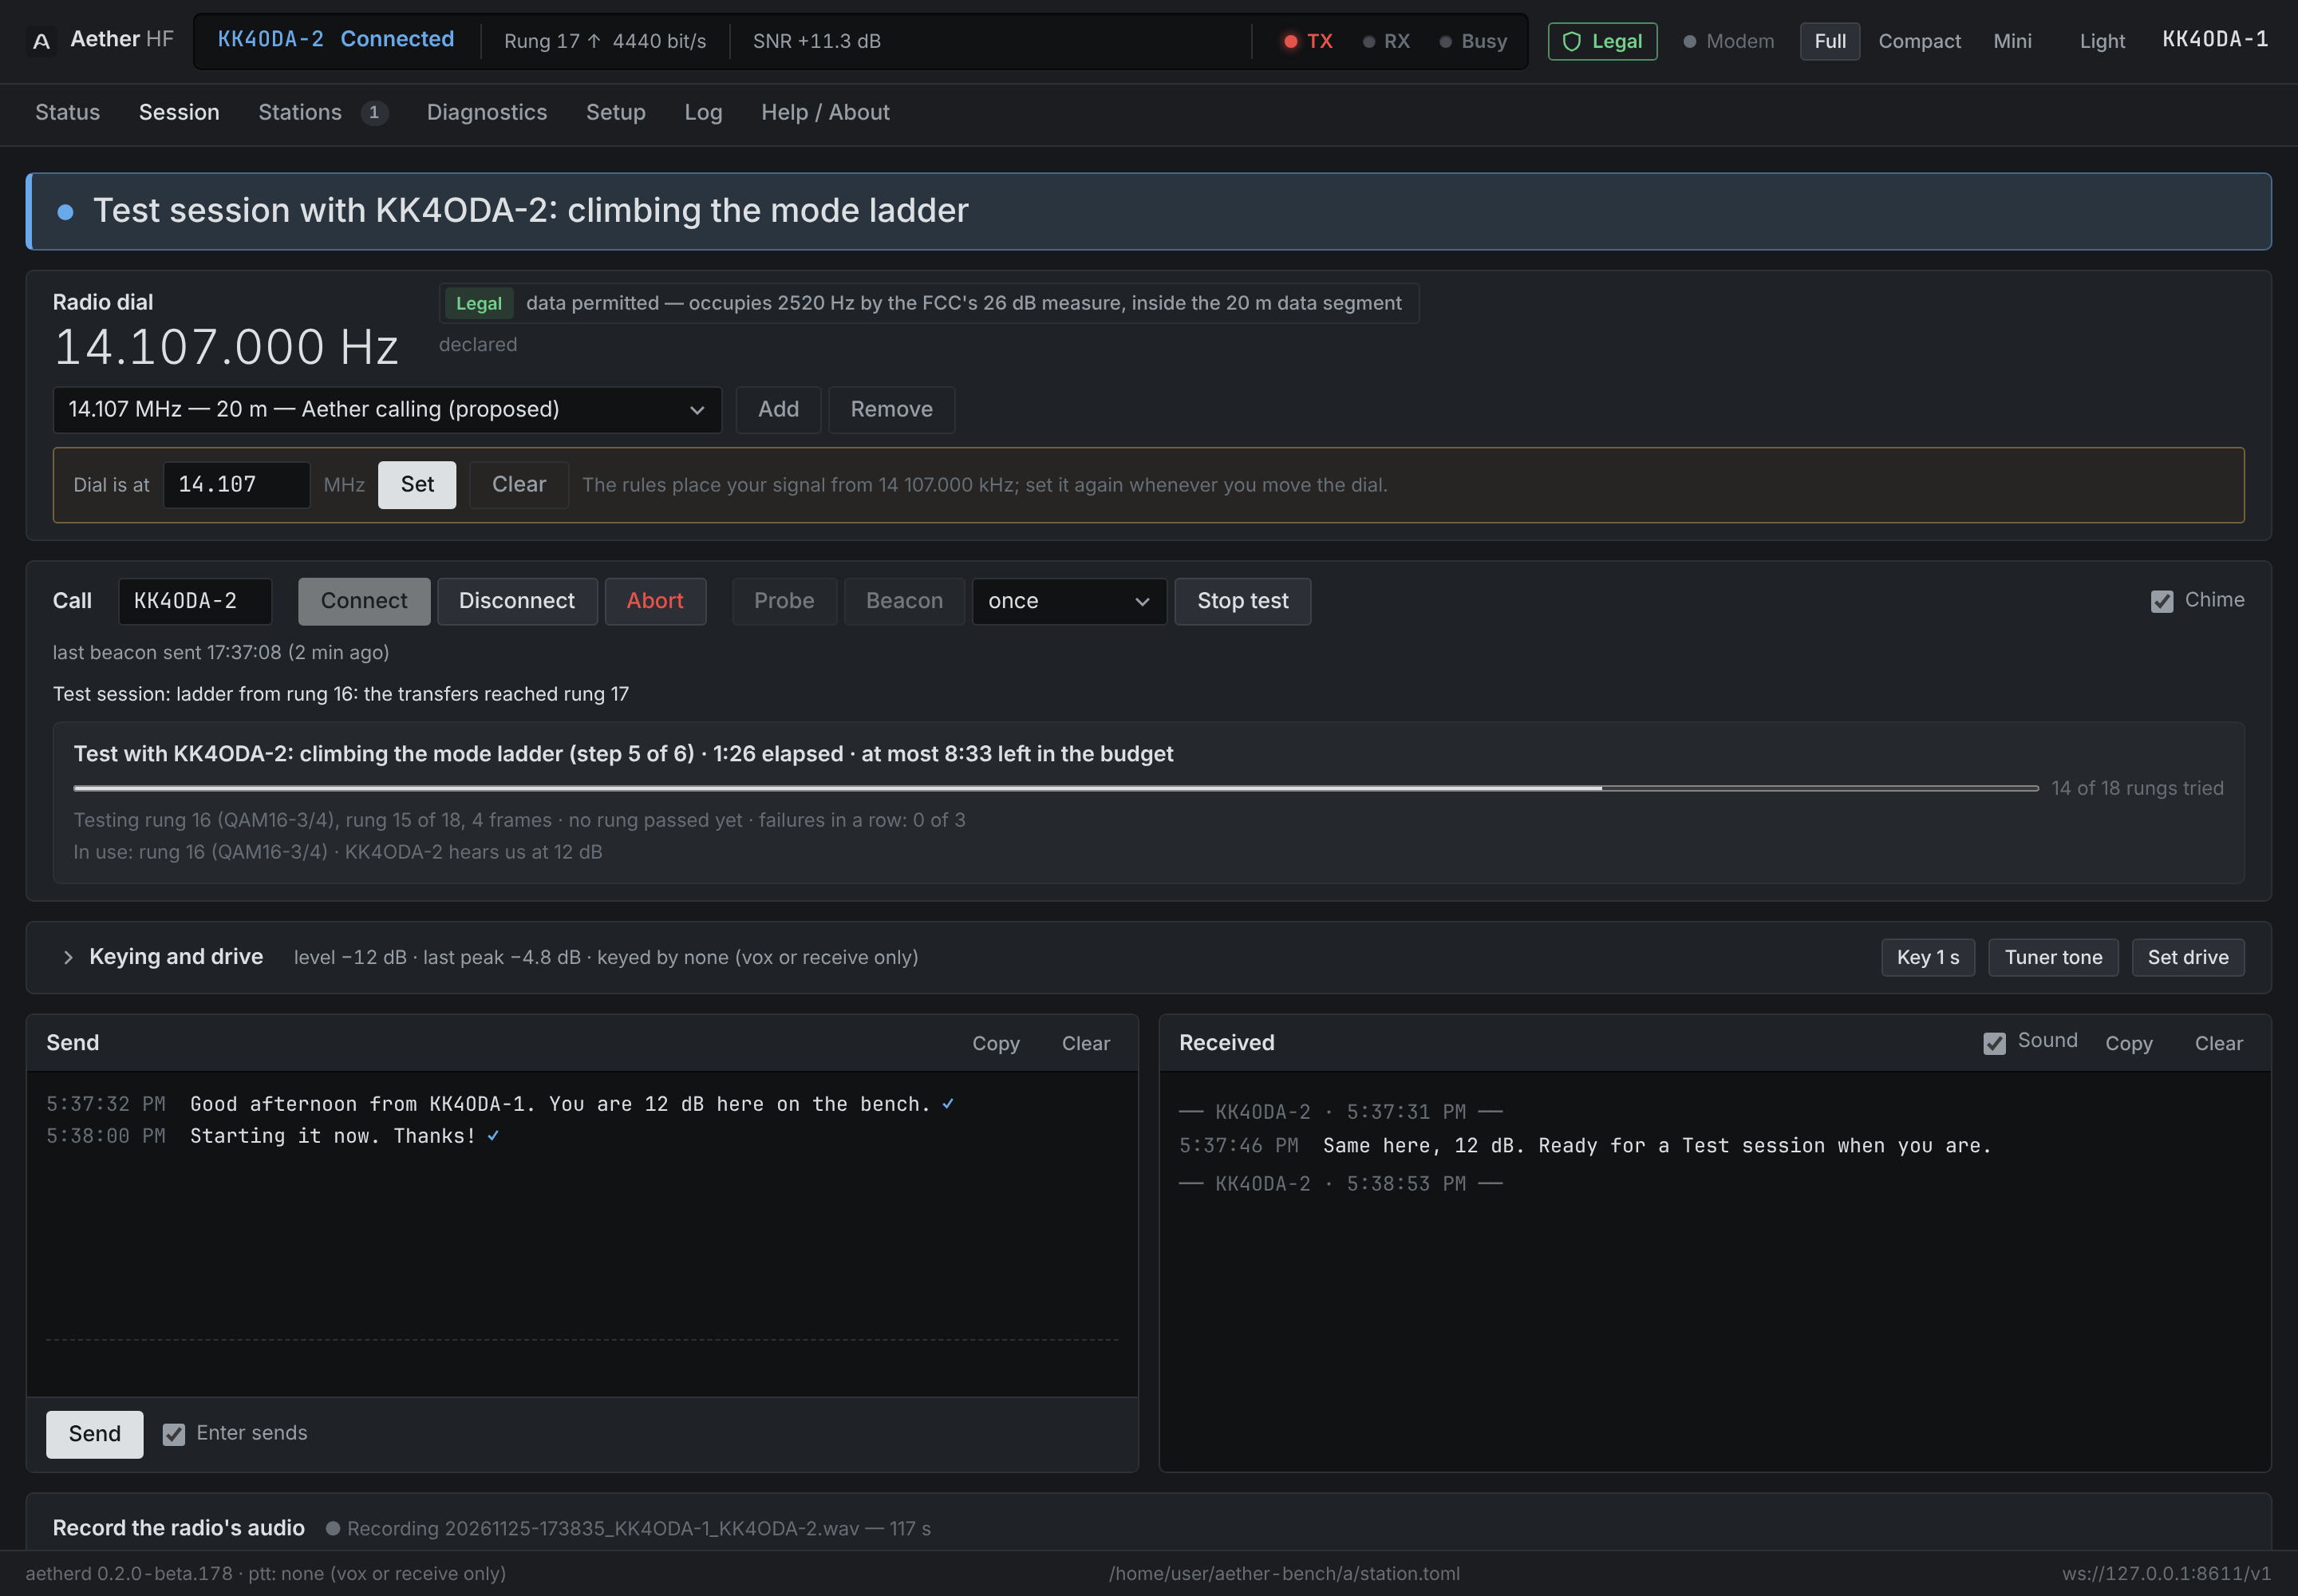 Aether HF
KK4ODA-2 Connected
Rung 17 ↑ 4440 bit/s
SNR +11.3 dB
TX
RX
Busy
Legal
Modem
Full
Compact
Mini
Light
KK4ODA-1
Status
Session
Stations 1
Diagnostics
Setup
Log
Help / About
Test session with KK4ODA-2: climbing the mode ladder
Radio dial
14.107.000 Hz
Legal data permitted — occupies 2520 Hz by the FCC's 26 dB measure, inside the 20 m data segment
declared
14.107 MHz — 20 m — Aether calling (proposed)
Add
Remove
Dial is at 14.107 MHz Set Clear The rules place your signal from 14 107.000 kHz; set it again whenever you move the dial.
Call KK4ODA-2 Connect Disconnect Abort Probe Beacon once Stop test Chime
last beacon sent 17:37:08 (2 min ago)
Test session: ladder from rung 16: the transfers reached rung 17
Test with KK4ODA-2: climbing the mode ladder (step 5 of 6) · 1:26 elapsed · at most 8:33 left in the budget
14 of 18 rungs tried
Testing rung 16 (QAM16-3/4), rung 15 of 18, 4 frames · no rung passed yet · failures in a row: 0 of 3
In use: rung 16 (QAM16-3/4) · KK4ODA-2 hears us at 12 dB
Keying and drive level −12 dB · last peak −4.8 dB · keyed by none (vox or receive only)
Key 1 s
Tuner tone
Set drive
Send Copy Clear
5:37:32 PM Good afternoon from KK4ODA-1. You are 12 dB here on the bench. ✓
5:38:00 PM Starting it now. Thanks! ✓
Send Enter sends
Received Sound Copy Clear
— KK4ODA-2 · 5:37:31 PM —
5:37:46 PM Same here, 12 dB. Ready for a Test session when you are.
— KK4ODA-2 · 5:38:53 PM —
Record the radio's audio Recording 20261125-173835_KK4ODA-1_KK4ODA-2.wav — 117 s
aetherd 0.2.0-beta.178 · ptt: none (vox or receive only)
/home/user/aether-bench/a/station.toml
ws://127.0.0.1:8611/v1